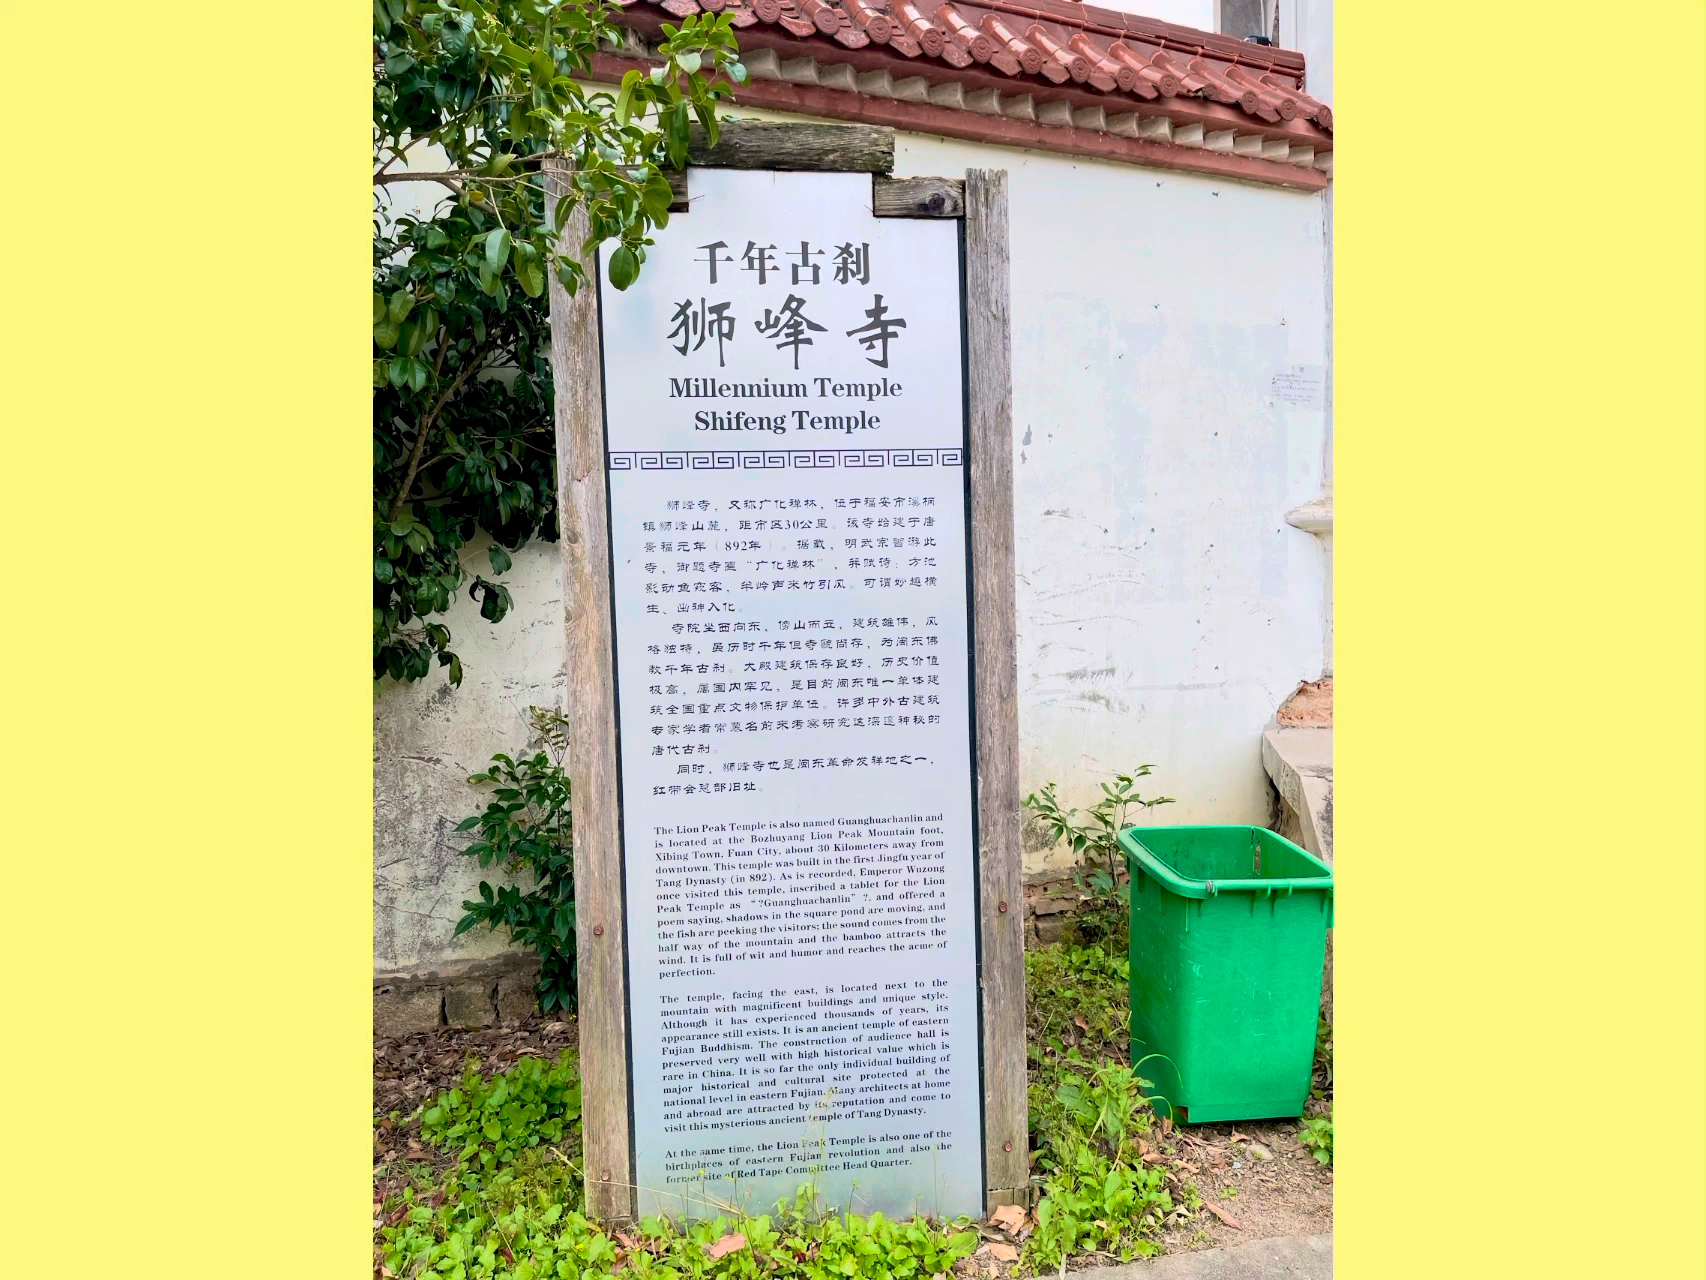 千年古刹
狮峰寺
Millennium Temple
Shifeng Temple
狮峰寺，又称广化禅林，位于福安市溪柄
镇狮峰山麓，距市区30公里。该寺始建于唐
景福元年（892年）。据载，明武宗曾游此
寺，御题寺匾“广化禅林”，并赋诗：方池
影动鱼窥客，半岭声来竹引风。可谓妙趣横
生、出神入化。
寺院坐西向东，傍山而立，建筑雄伟，风
格独特，虽历时千年但寺貌尚存，为闽东佛
教千年古刹。大殿建筑保存良好，历史价值
极高，属国内罕见，是目前闽东唯一单体建
筑全国重点文物保护单位。许多中外古建筑
专家学者常慕名前来考察研究这深邃神秘的
唐代古刹。
同时，狮峰寺也是闽东革命发祥地之一，
红带会总部旧址。
The Lion Peak Temple is also named Guanghuachanlin and
is located at the Bozhuyang Lion Peak Mountain foot,
Xibing Town, Fuan City, about 30 Kilometers away from
downtown. This temple was built in the first Jingfu year of
Tang Dynasty (in 892). As is recorded, Emperor Wuzong
once visited this temple, inscribed a tablet for the Lion
Peak Temple as “?Guanghuachanlin” ?, and offered a
poem saying, shadows in the square pond are moving, and
the fish are peeking the visitors; the sound comes from the
half way of the mountain and the bamboo attracts the
wind. It is full of wit and humor and reaches the acme of
perfection.
The temple, facing the east, is located next to the
mountain with magnificent buildings and unique style.
Although it has experienced thousands of years, its
appearance still exists. It is an ancient temple of eastern
Fujian Buddhism. The construction of audience hall is
preserved very well with high historical value which is
rare in China. It is so far the only individual building of
major historical and cultural site protected at the
national level in eastern Fujian. Many architects at home
and abroad are attracted by its reputation and come to
visit this mysterious ancient temple of Tang Dynasty.
At the same time, the Lion Peak Temple is also one of the
birthplaces of eastern Fujian revolution and also the
former site of Red Tape Committee Head Quarter.